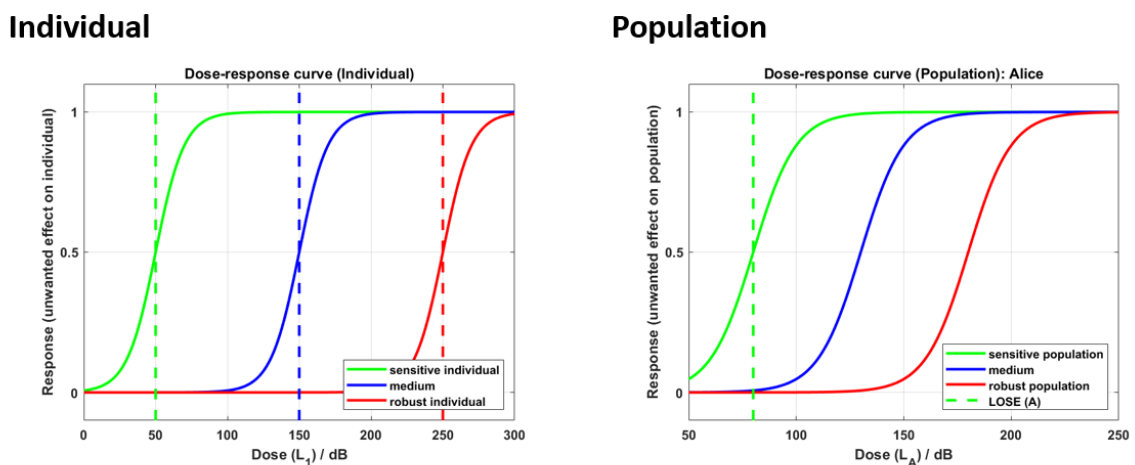 Individual
Population
Dose-response curve (Individual)
Response (unwanted effect on individual)
1
0.5
0
0
50
100
150
200
250
300
Dose (L₁) / dB
sensitive individual
medium
robust individual
Dose-response curve (Population): Alice
Response (unwanted effect on population)
1
0.5
0
50
100
150
200
250
Dose (L_A) / dB
sensitive population
medium
robust population
LOSE (A)